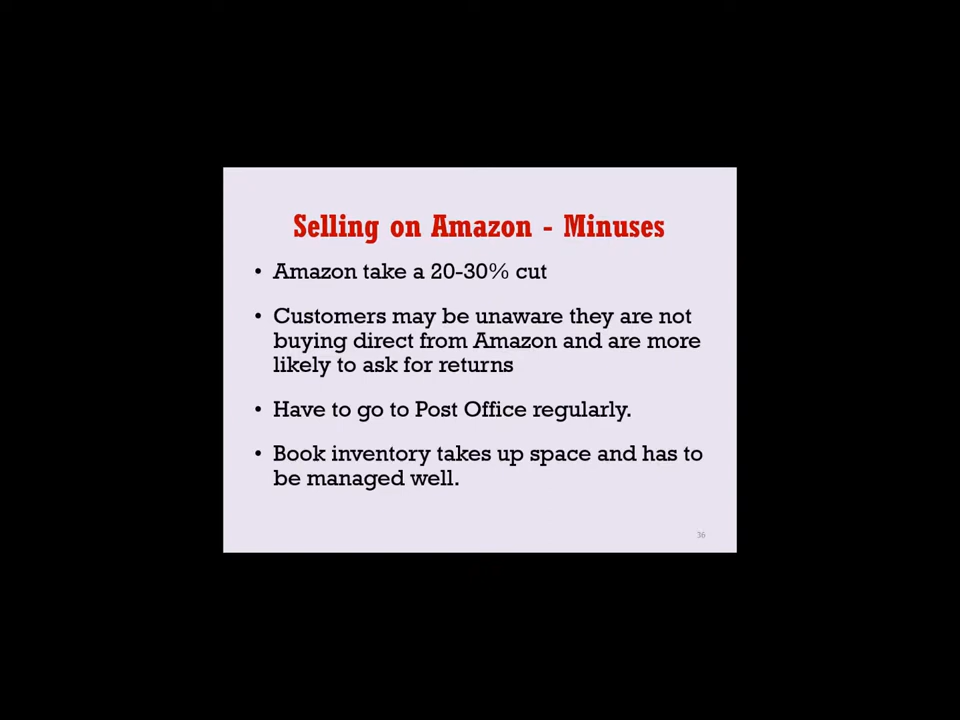 Selling on Amazon - Minuses
• Amazon take a 20-30% cut
• Customers may be unaware they are not
buying direct from Amazon and are more
likely to ask for returns
• Have to go to Post Office regularly.
• Book inventory takes up space and has to
be managed well.
36